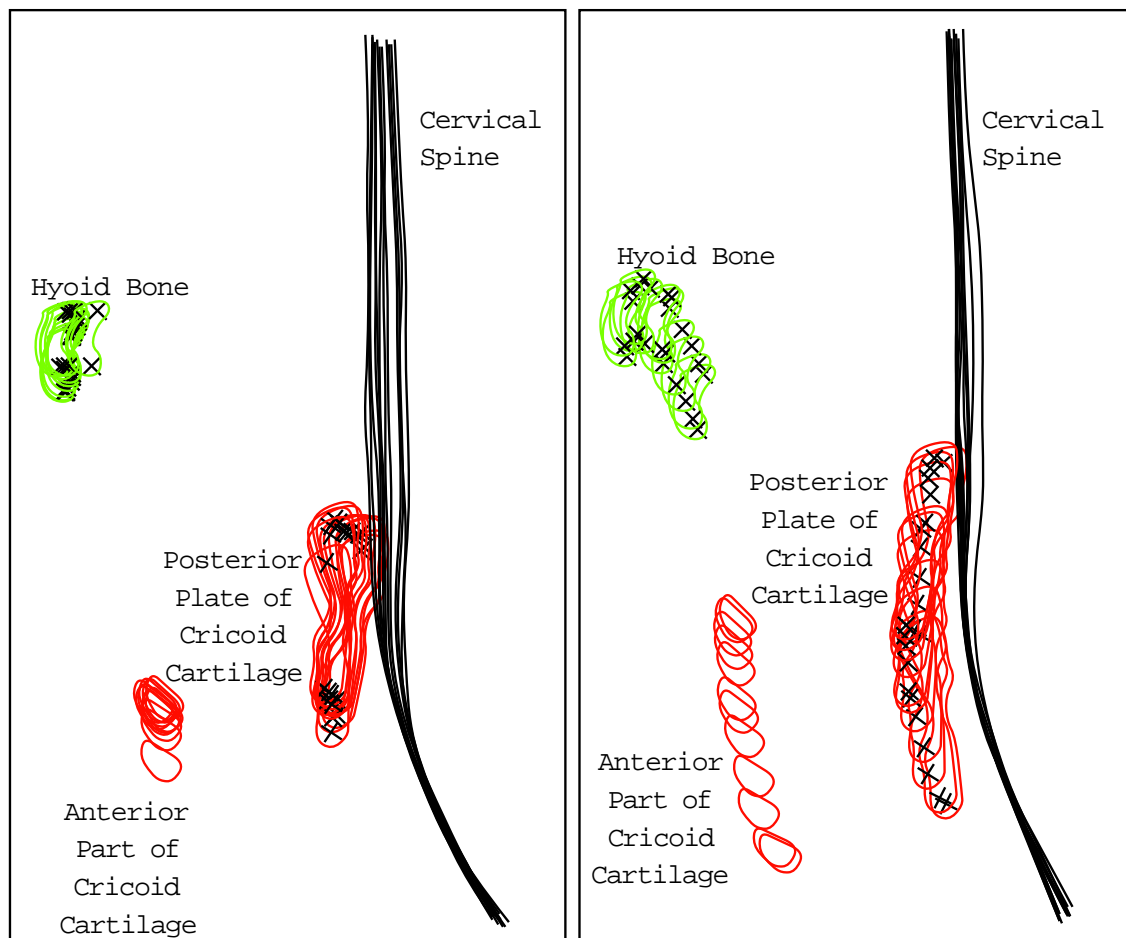 Cervical
Spine
Hyoid Bone
Posterior
Plate of
Cricoid
Cartilage
Anterior
Part of
Cricoid
Cartilage
Cervical
Spine
Hyoid Bone
Posterior
Plate of
Cricoid
Cartilage
Anterior
Part of
Cricoid
Cartilage